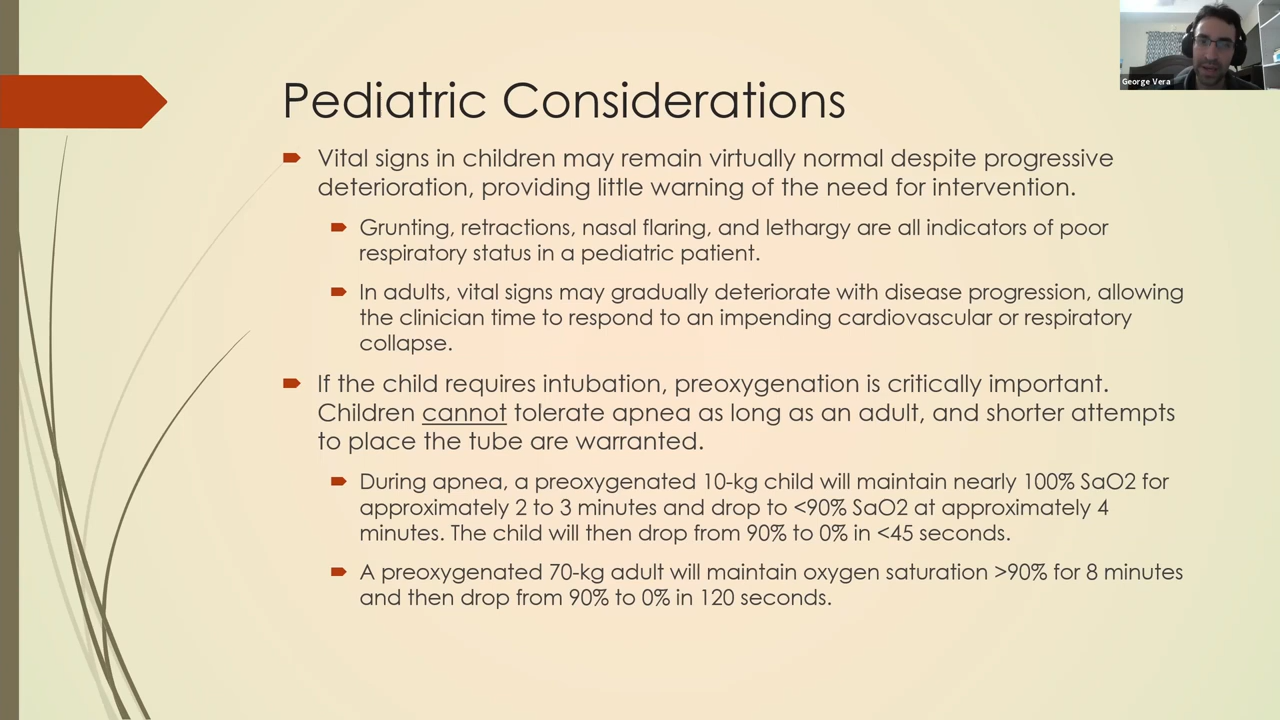 George Vera
Pediatric Considerations
Vital signs in children may remain virtually normal despite progressive
deterioration, providing little warning of the need for intervention.
Grunting, retractions, nasal flaring, and lethargy are all indicators of poor
respiratory status in a pediatric patient.
In adults, vital signs may gradually deteriorate with disease progression, allowing
the clinician time to respond to an impending cardiovascular or respiratory
collapse.
If the child requires intubation, preoxygenation is critically important.
Children cannot tolerate apnea as long as an adult, and shorter attempts
to place the tube are warranted.
During apnea, a preoxygenated 10-kg child will maintain nearly 100% SaO2 for
approximately 2 to 3 minutes and drop to <90% SaO2 at approximately 4
minutes. The child will then drop from 90% to 0% in <45 seconds.
A preoxygenated 70-kg adult will maintain oxygen saturation >90% for 8 minutes
and then drop from 90% to 0% in 120 seconds.